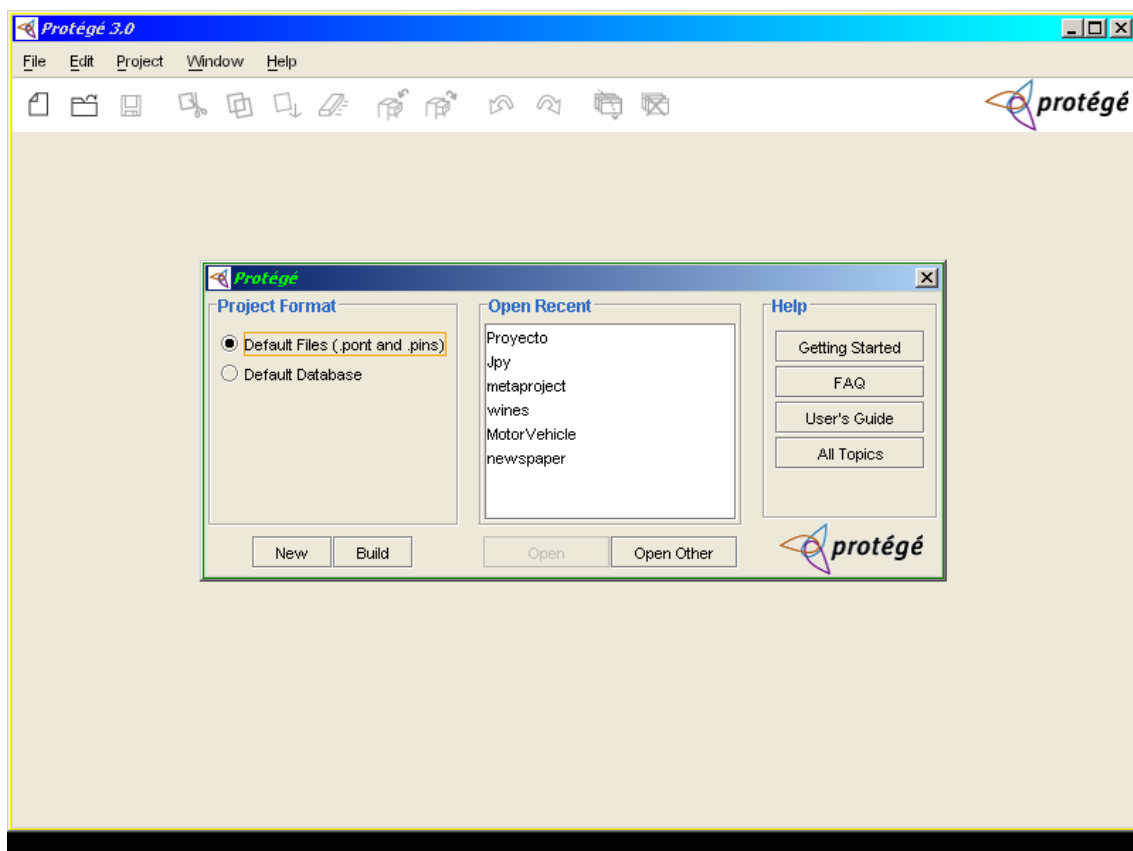 Protégé 3.0
File Edit Project Window Help
protégé
Protégé
Project Format
Default Files (.pont and .pins)
Default Database
New Build
Open Recent
Proyecto
Jpy
metaproject
wines
MotorVehicle
newspaper
Open Open Other
Help
Getting Started
FAQ
User's Guide
All Topics
protégé